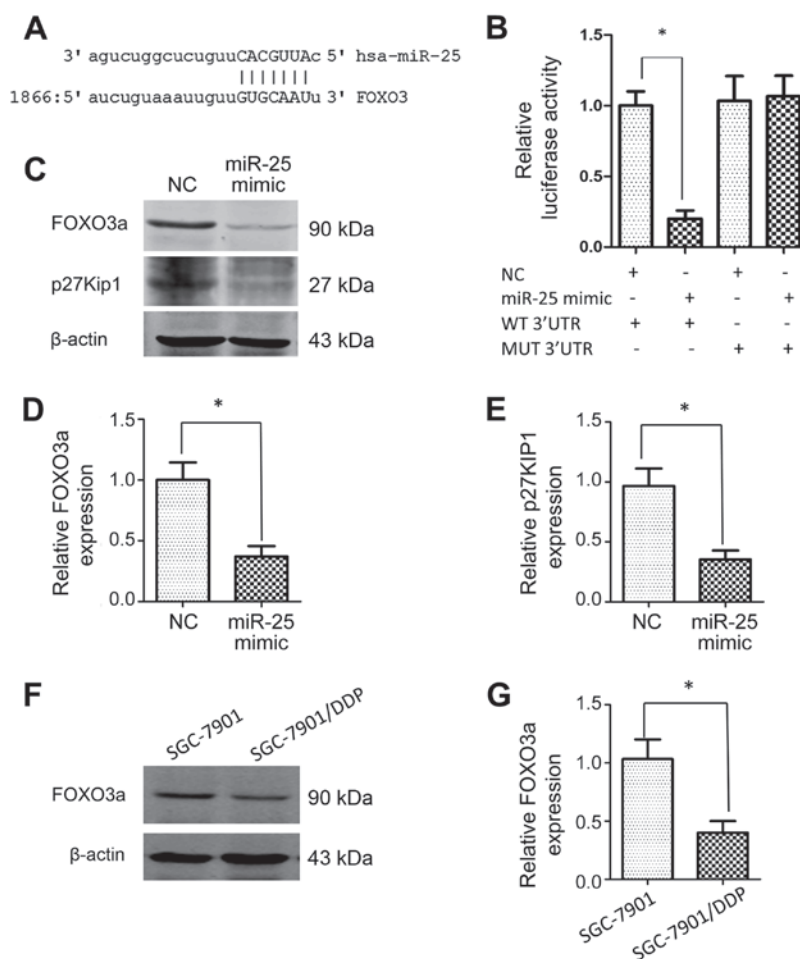 A
3' agucuggcucuguuCACGUUAc 5' hsa-miR-25
1866:5' aucuguaaauuguuGUGCAAUu 3' FOXO3
B
Relative
luciferase activity
1.5
1.0
0.5
0.0
*
NC + - + -
miR-25 mimic - + - +
WT 3'UTR + + - -
MUT 3'UTR - - + +
C
NC
miR-25
mimic
FOXO3a 90 kDa
p27Kip1 27 kDa
β-actin 43 kDa
D
Relative FOXO3a
expression
1.5
1.0
0.5
0.0
*
NC
miR-25
mimic
E
Relative p27KIP1
expression
1.5
1.0
0.5
0.0
*
NC
miR-25
mimic
F
SGC-7901
SGC-7901/DDP
FOXO3a 90 kDa
β-actin 43 kDa
G
Relative FOXO3a
expression
1.5
1.0
0.5
0.0
*
SGC-7901
SGC-7901/DDP